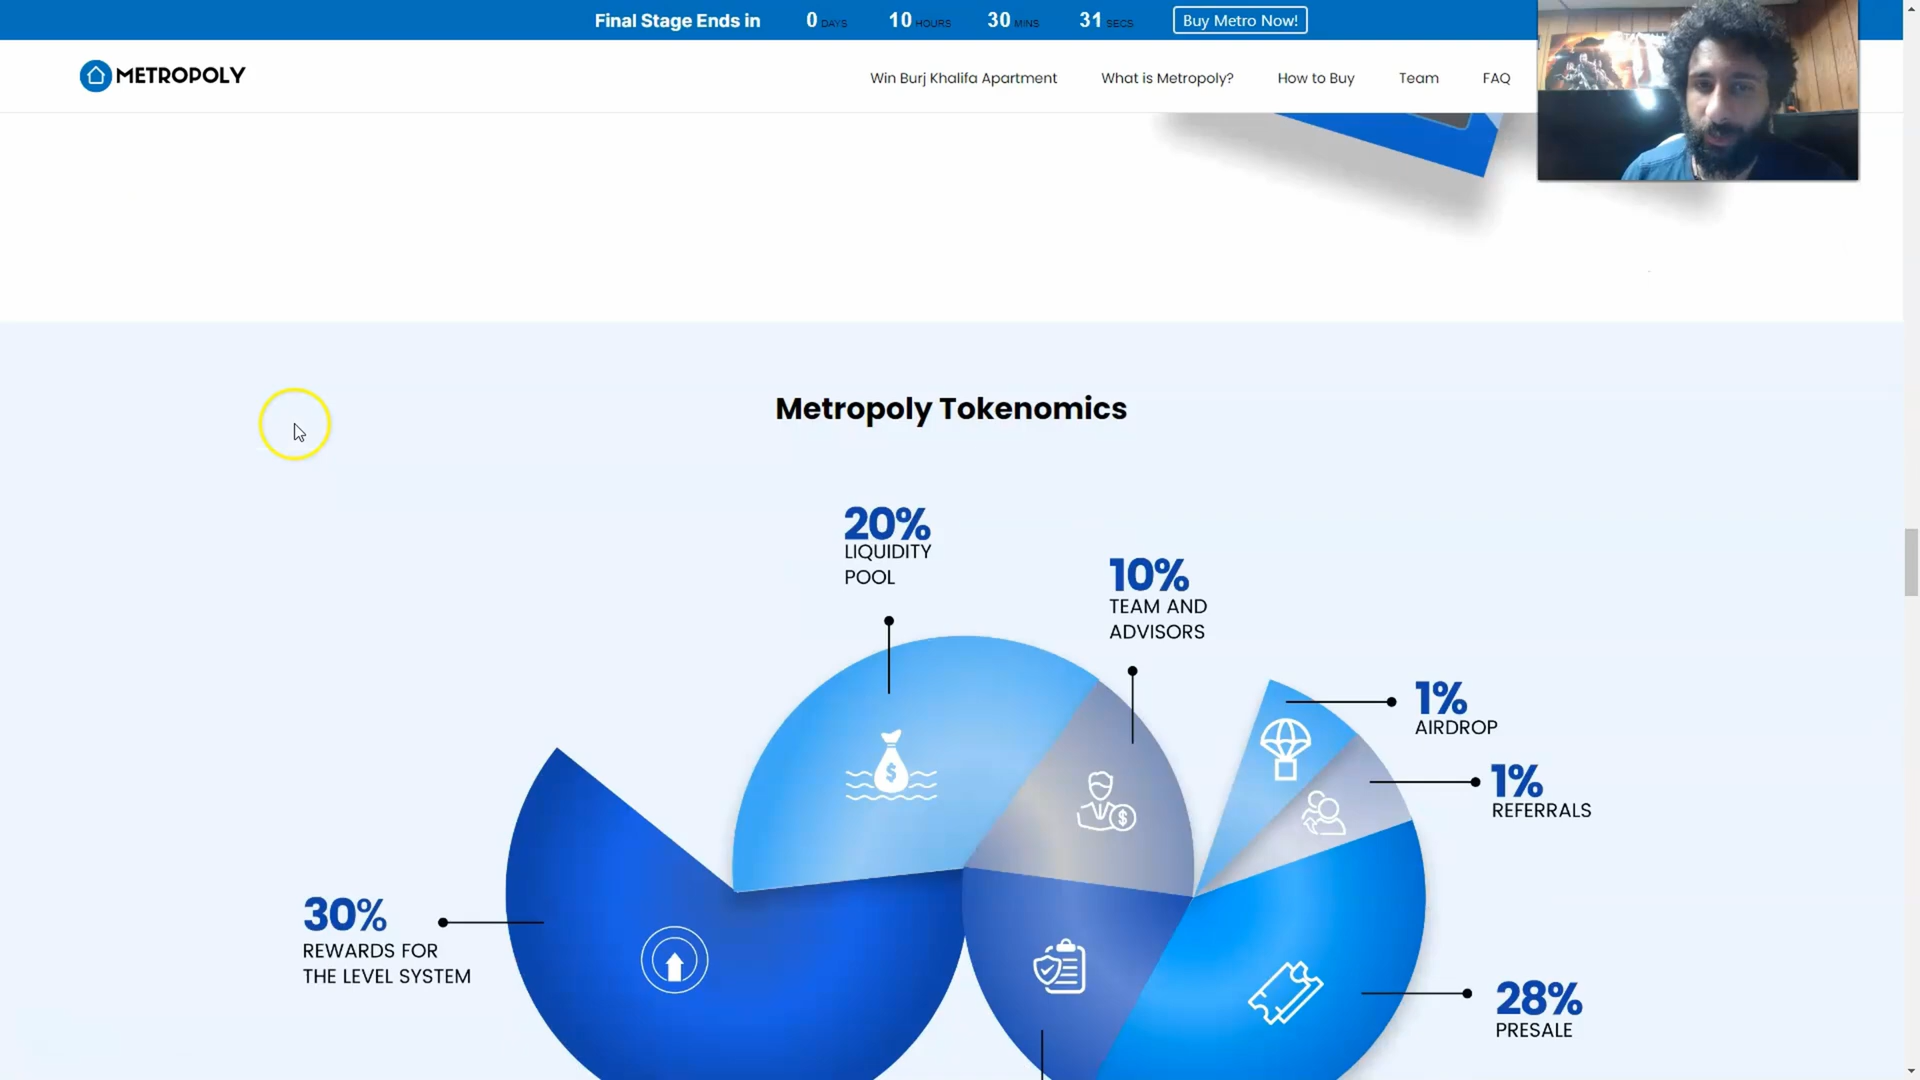 Final Stage Ends in 0 DAYS 10 HOURS 30 MINS 31 SECS Buy Metro Now!
METROPOLY Win Burj Khalifa Apartment What is Metropoly? How to Buy Team FAQ
Metropoly Tokenomics
20%
LIQUIDITY
POOL
10%
TEAM AND
ADVISORS
1%
AIRDROP
1%
REFERRALS
30%
REWARDS FOR
THE LEVEL SYSTEM
28%
PRESALE